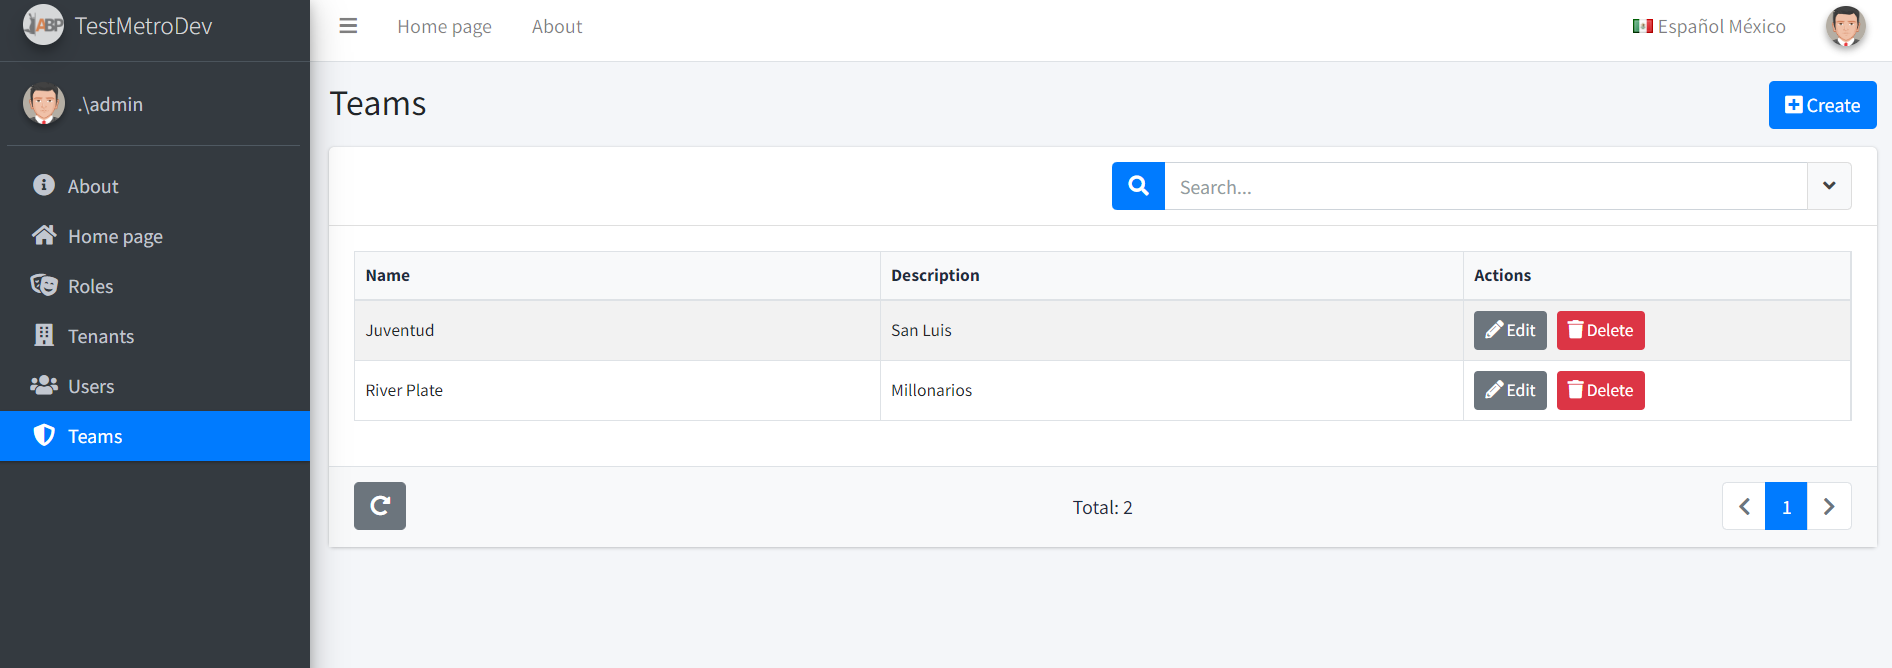 ABP TestMetroDev
Home page About
Español México
.\admin
About
Home page
Roles
Tenants
Users
Teams
Teams
Create
Search...
Name Description Actions
Juventud San Luis Edit Delete
River Plate Millonarios Edit Delete
Total: 2
1